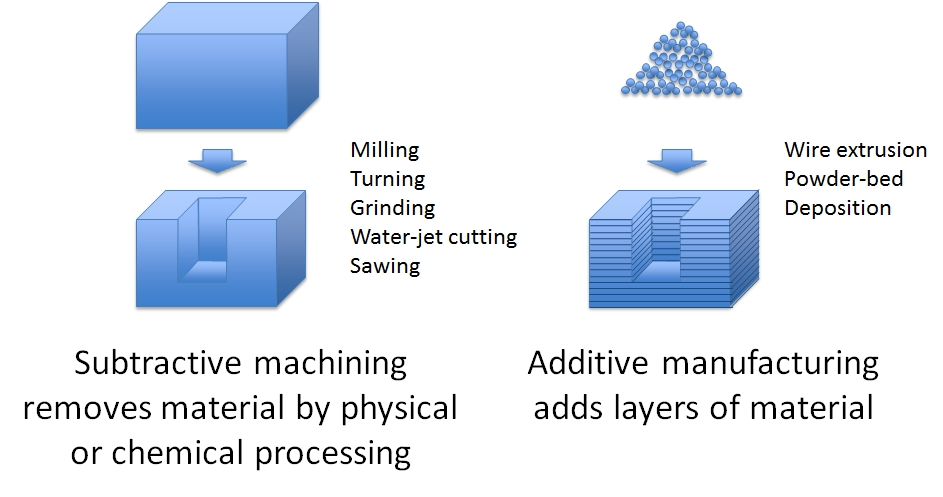 Milling
Turning
Grinding
Water-jet cutting
Sawing
Subtractive machining
removes material by physical
or chemical processing
Wire extrusion
Powder-bed
Deposition
Additive manufacturing
adds layers of material